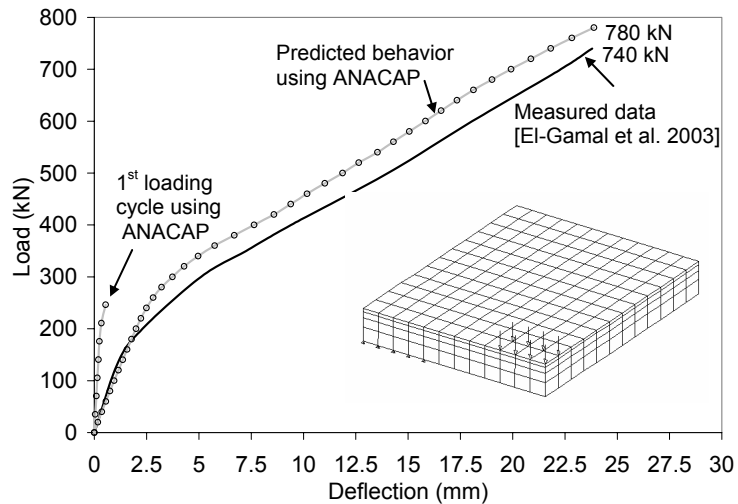 800
700
600
500
400
300
200
100
0
Load (kN)
Predicted behavior
using ANACAP
780 kN
740 kN
Measured data
[El-Gamal et al. 2003]
1st loading
cycle using
ANACAP
0 2.5 5 7.5 10 12.5 15 17.5 20 22.5 25 27.5 30
Deflection (mm)